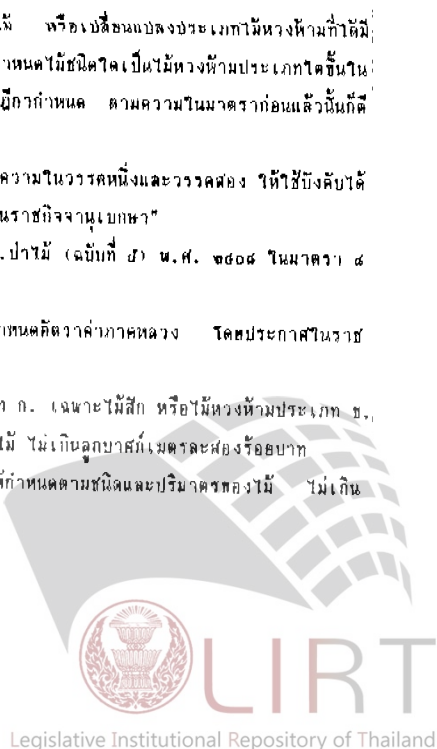 ม้ หรือเปลี่ยนแปลงประเภทไม้หวงห้ามที่ได้มี
กำหนดไม้ชนิดใดเป็นไม้หวงห้ามประเภทใดขึ้นใน
ฎีกากำหนด ตามความในมาตราก่อนแล้วนั้นก็ดี
ความในวรรคหนึ่งและวรรคสอง ให้ใช้บังคับได้
นราชกิจจานุเบกษา"
.ป่าไม้ (ฉบับที่ ๕) พ.ศ. ๒๕๑๘ ในมาตรา ๘
กำหนดอัตราค่าภาคหลวง โดยประกาศในราช
ท ก. เฉพาะไม้สัก หรือไม้หวงห้ามประเภท ข.
ม้ ไม่เกินลูกบาศก์เมตรละสองร้อยบาท
ให้กำหนดตามชนิดและปริมาตรของไม้ ไม่เกิน
LIRT
Legislative Institutional Repository of Thailand